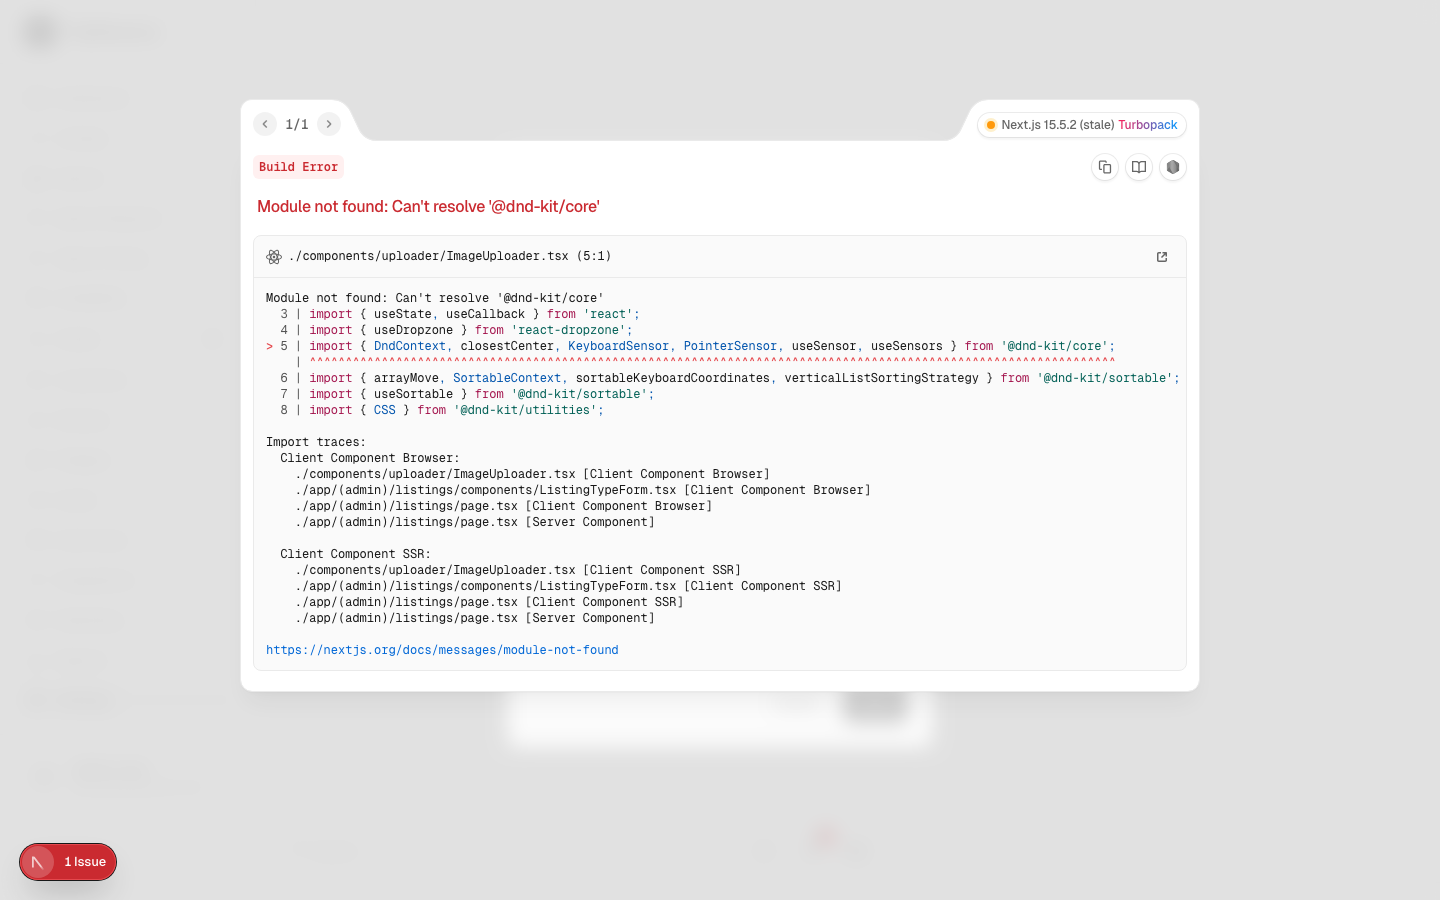 1/1
Next.js 15.5.2 (stale) Turbopack
Build Error
Module not found: Can't resolve '@dnd-kit/core'
./components/uploader/ImageUploader.tsx (5:1)
Module not found: Can't resolve '@dnd-kit/core'
3 | import { useState, useCallback } from 'react';
4 | import { useDropzone } from 'react-dropzone';
> 5 | import { DndContext, closestCenter, KeyboardSensor, PointerSensor, useSensor, useSensors } from '@dnd-kit/core';
| ^^^^^^^^^^^^^^^^^^^^^^^^^^^^^^^^^^^^^^^^^^^^^^^^^^^^^^^^^^^^^^^^^^^^^^^^^^^^^^^^^^^^^^^^^^^^^^^^^^^^^^^^^^^^^^^^
6 | import { arrayMove, SortableContext, sortableKeyboardCoordinates, verticalListSortingStrategy } from '@dnd-kit/sortable';
7 | import { useSortable } from '@dnd-kit/sortable';
8 | import { CSS } from '@dnd-kit/utilities';
Import traces:
Client Component Browser:
./components/uploader/ImageUploader.tsx [Client Component Browser]
./app/(admin)/listings/components/ListingTypeForm.tsx [Client Component Browser]
./app/(admin)/listings/page.tsx [Client Component Browser]
./app/(admin)/listings/page.tsx [Server Component]
Client Component SSR:
./components/uploader/ImageUploader.tsx [Client Component SSR]
./app/(admin)/listings/components/ListingTypeForm.tsx [Client Component SSR]
./app/(admin)/listings/page.tsx [Client Component SSR]
./app/(admin)/listings/page.tsx [Server Component]
https://nextjs.org/docs/messages/module-not-found
1 Issue